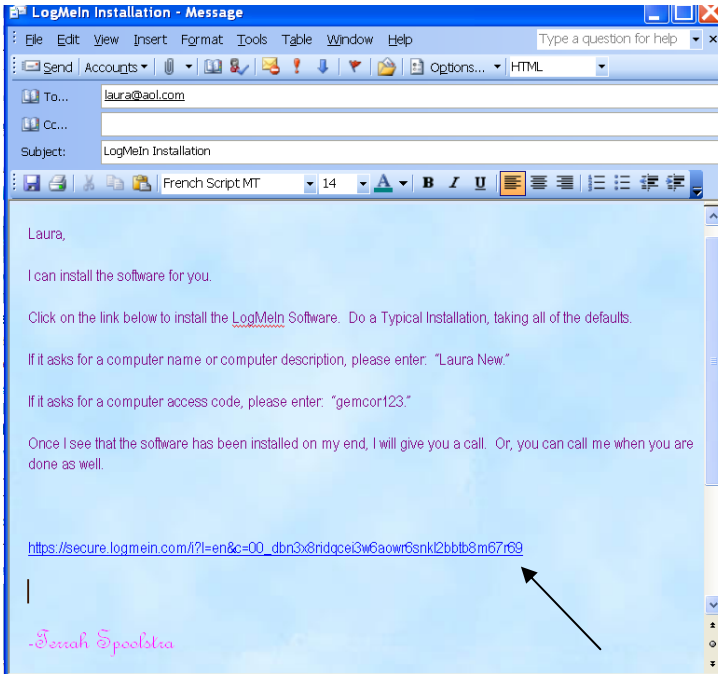 LogMeIn Installation - Message
File Edit View Insert Format Tools Table Window Help Type a question for help
Send Accounts Options... HTML
To... laura@aol.com
Cc...
Subject: LogMeIn Installation
French Script MT 14 A B I U
Laura,
I can install the software for you.
Click on the link below to install the LogMeIn Software. Do a Typical Installation, taking all of the defaults.
If it asks for a computer name or computer description, please enter: “Laura New.”
If it asks for a computer access code, please enter: “gemcor123.”
Once I see that the software has been installed on my end, I will give you a call. Or, you can call me when you are
done as well.
https://secure.logmein.com/i?l=en&c=00_dbn3x8ridqcei3w6aowr6snkl2bbtb8m67r69
-Terrah Spoolstra